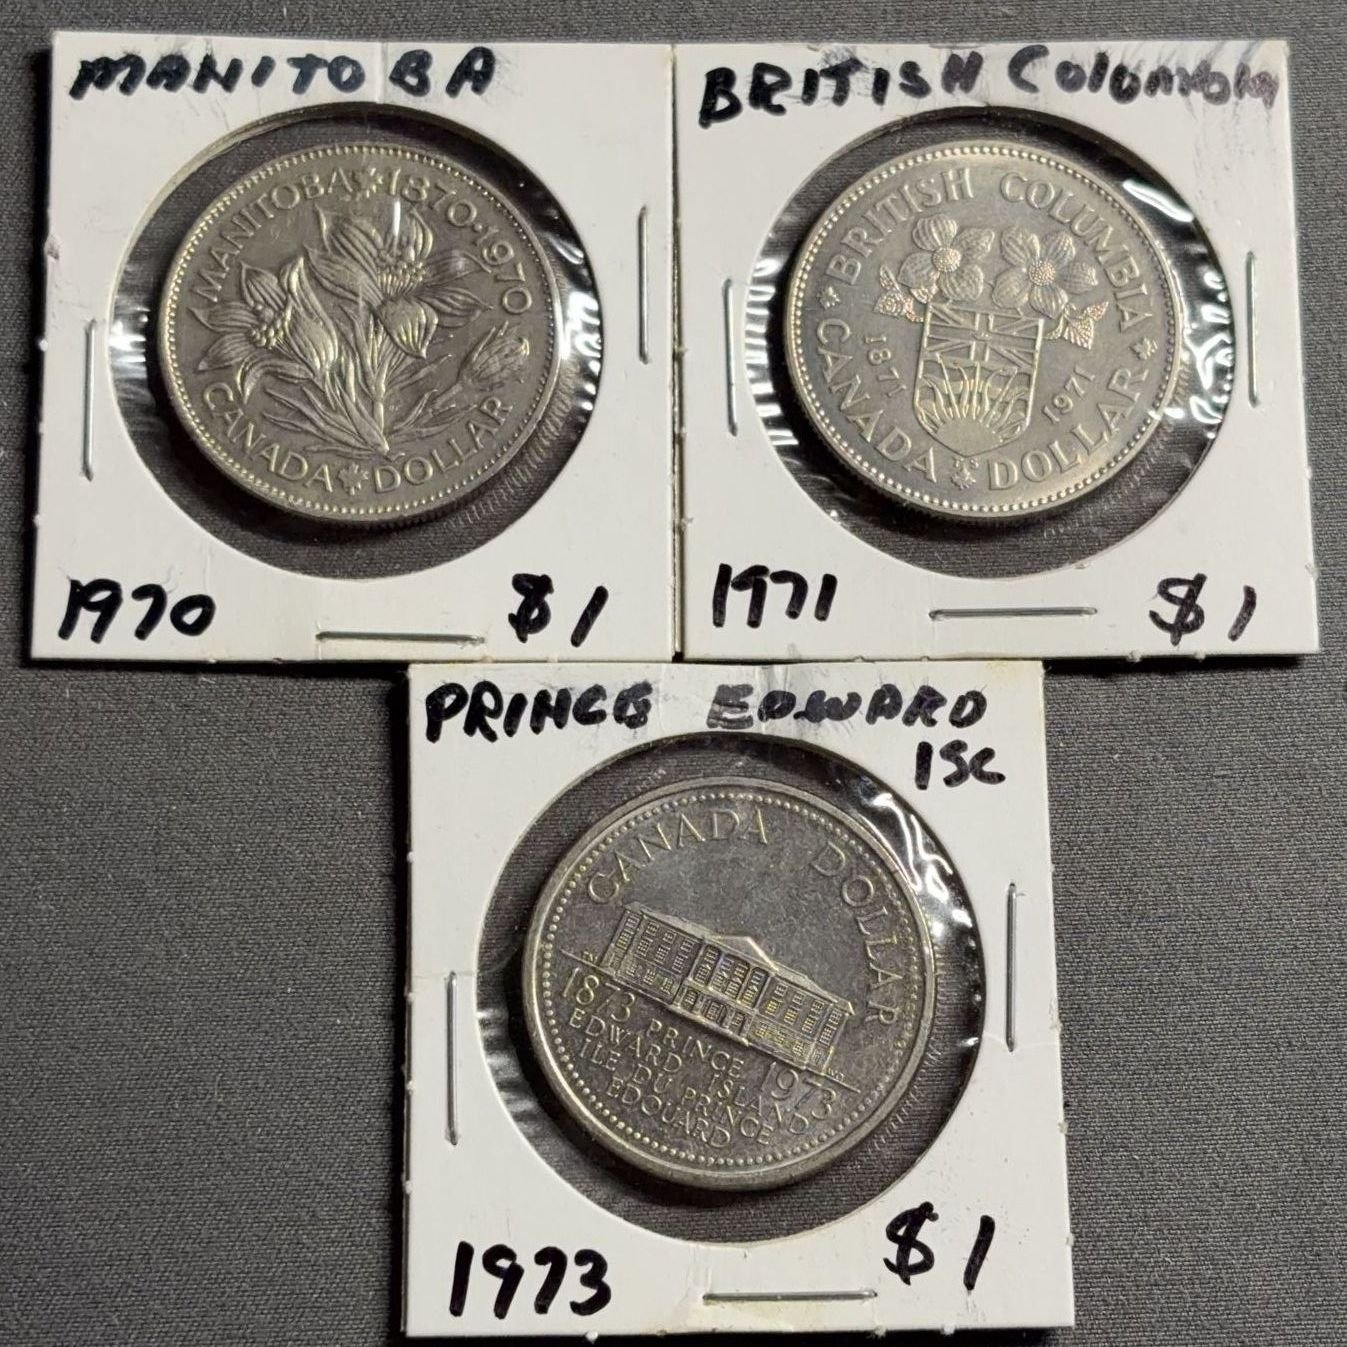 MANITOBA
MANITOBA 1870·1970
CANADA DOLLAR
1970 $1
BRITISH Columbia
BRITISH COLUMBIA
1871 1971
CANADA DOLLAR
1971 $1
PRINCE EDWARD
ISL
CANADA DOLLAR
1873 PRINCE 1973
EDWARD ISLAND
ILE DU PRINCE
EDOUARD
1973 $1